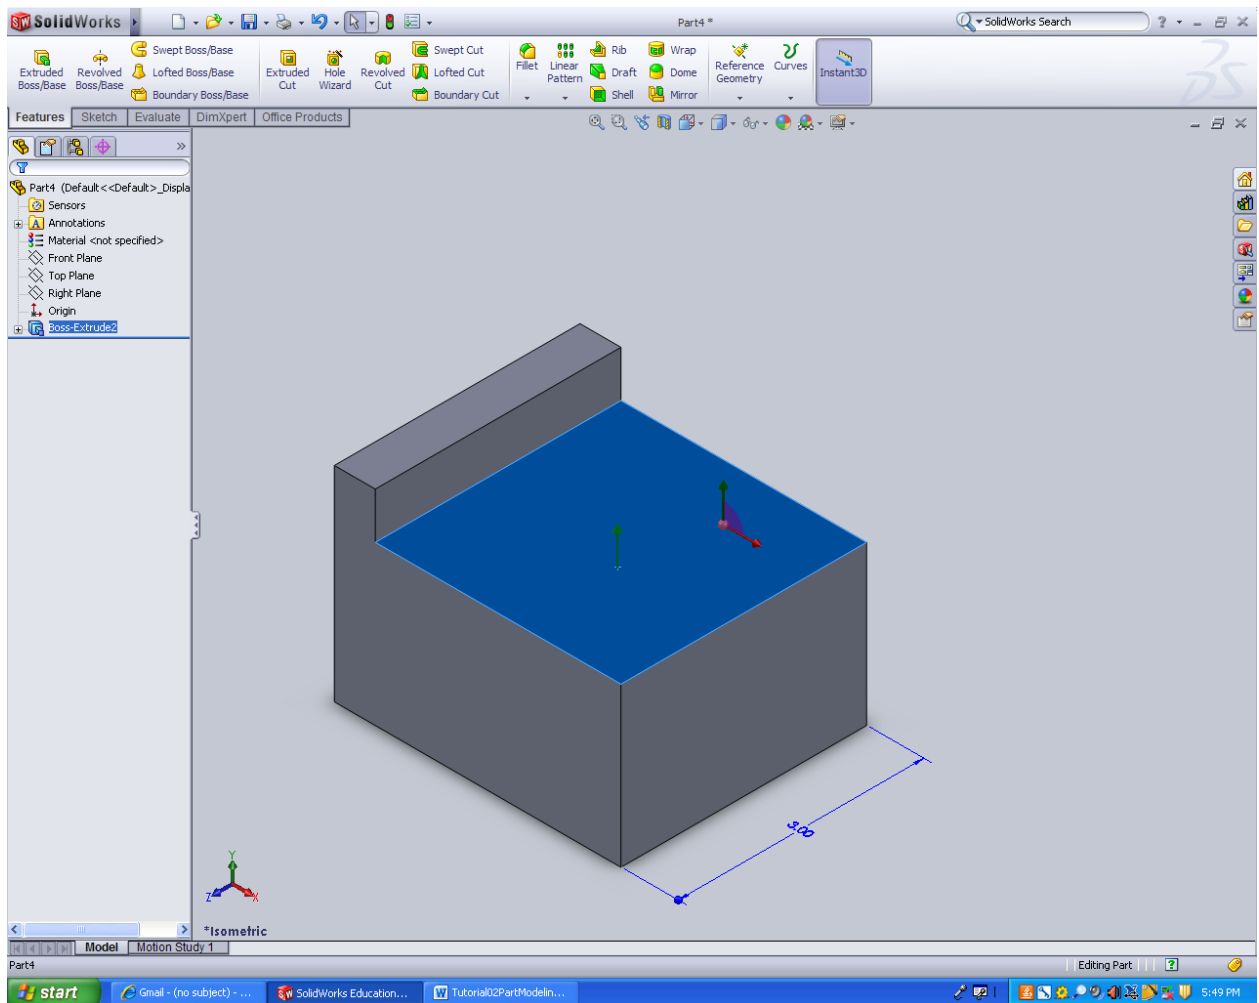 SolidWorks
Part4 *
SolidWorks Search
Extruded Boss/Base
Revolved Boss/Base
Swept Boss/Base
Lofted Boss/Base
Boundary Boss/Base
Extruded Cut
Hole Wizard
Revolved Cut
Swept Cut
Lofted Cut
Boundary Cut
Fillet
Linear Pattern
Rib
Draft
Shell
Wrap
Dome
Mirror
Reference Geometry
Curves
Instant3D
Features
Sketch
Evaluate
DimXpert
Office Products
Part4 (Default<<Default>_Displa
Sensors
Annotations
Material <not specified>
Front Plane
Top Plane
Right Plane
Origin
Boss-Extrude2
3.00
Y
Z
X
*Isometric
Model
Motion Study 1
Part4
Editing Part
start
Gmail - (no subject) - ...
SolidWorks Education...
Tutorial02PartModelin...
5:49 PM